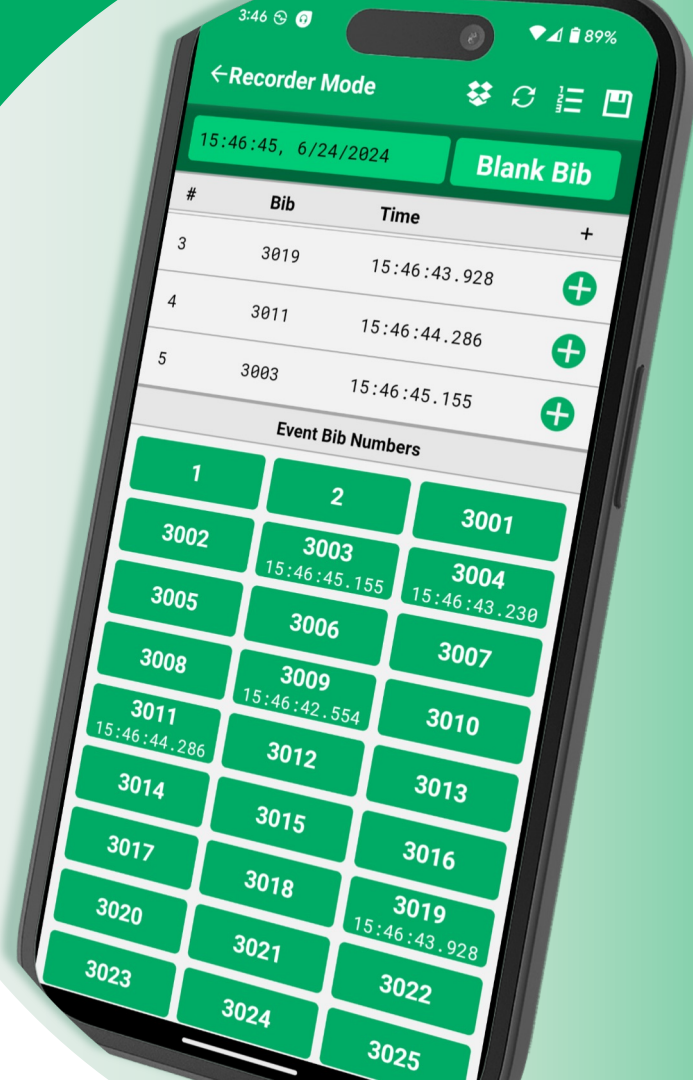 3:46 89%
←Recorder Mode
15:46:45, 6/24/2024 Blank Bib
# Bib Time +
3 3019 15:46:43.928
4 3011 15:46:44.286
5 3003 15:46:45.155
Event Bib Numbers
1 2 3001
3002 3003 3004
15:46:45.155 15:46:43.230
3005 3006 3007
3008 3009 3010
15:46:42.554
3011 3012 3013
15:46:44.286
3014 3015 3016
3017 3018 3019
15:46:43.928
3020 3021 3022
3023 3024 3025